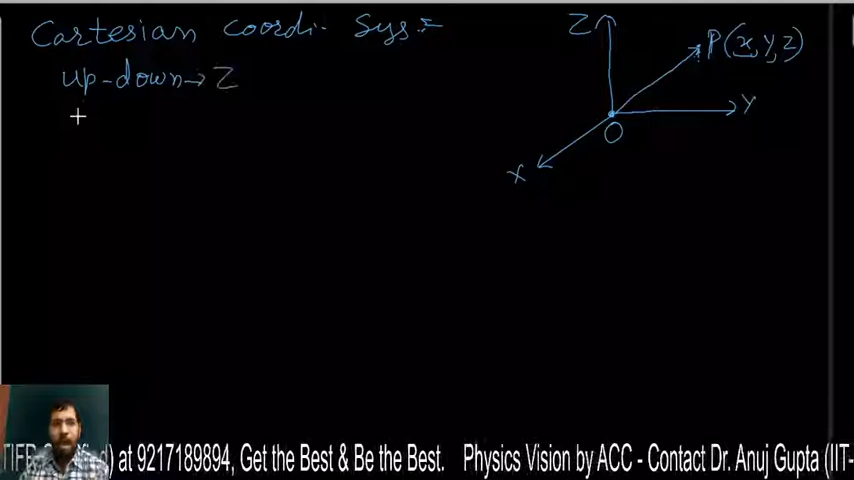 Cartesian coordi. Sys:-
up-down→Z
Z
P(x,Y,Z)
Y
O
X
at 9217189894, Get the Best & Be the Best. Physics Vision by ACC - Contact Dr. Anuj Gupta (IIT-